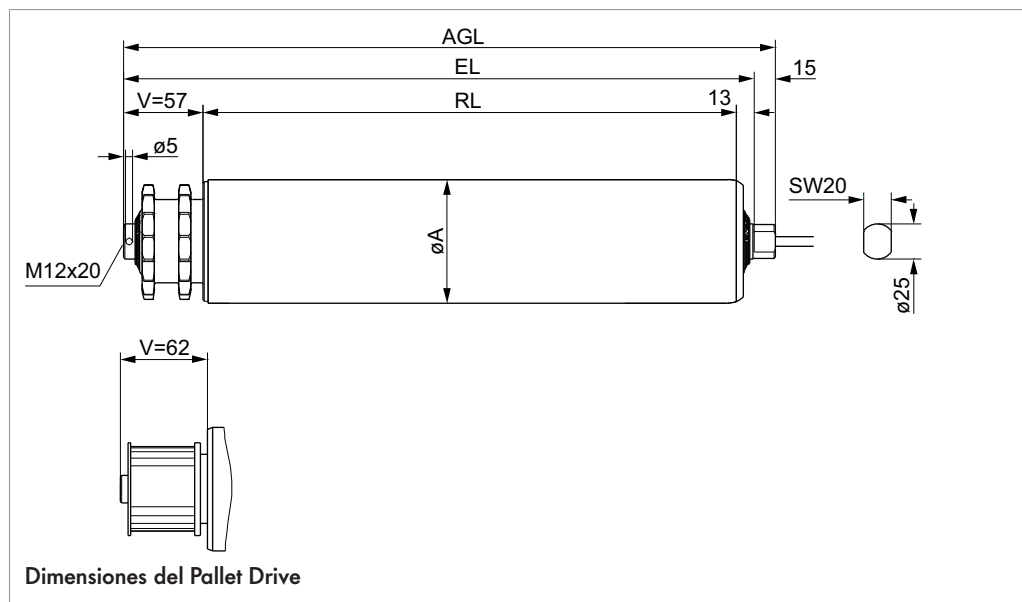 AGL
EL
15
V=57
RL
13
ø5
SW20
øA
M12x20
ø25
V=62
Dimensiones del Pallet Drive